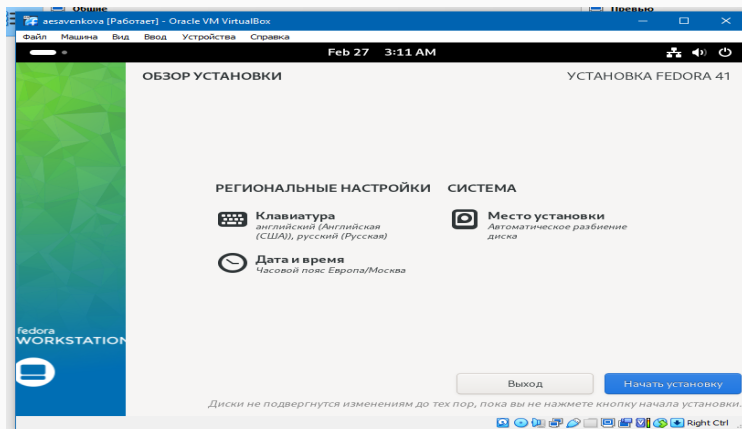 Общие
Превью
aesavenkova [Работает] - Oracle VM VirtualBox
Файл Машина Вид Ввод Устройства Справка
Feb 27 3:11 AM
ОБЗОР УСТАНОВКИ
УСТАНОВКА FEDORA 41
РЕГИОНАЛЬНЫЕ НАСТРОЙКИ
СИСТЕМА
Клавиатура
английский (Английская
(США)), русский (Русская)
Место установки
Автоматическое разбиение
диска
Дата и время
Часовой пояс Европа/Москва
fedora
WORKSTATION
Выход
Начать установку
Диски не подвергнутся изменениям до тех пор, пока вы не нажмете кнопку начала установки.
Right Ctrl